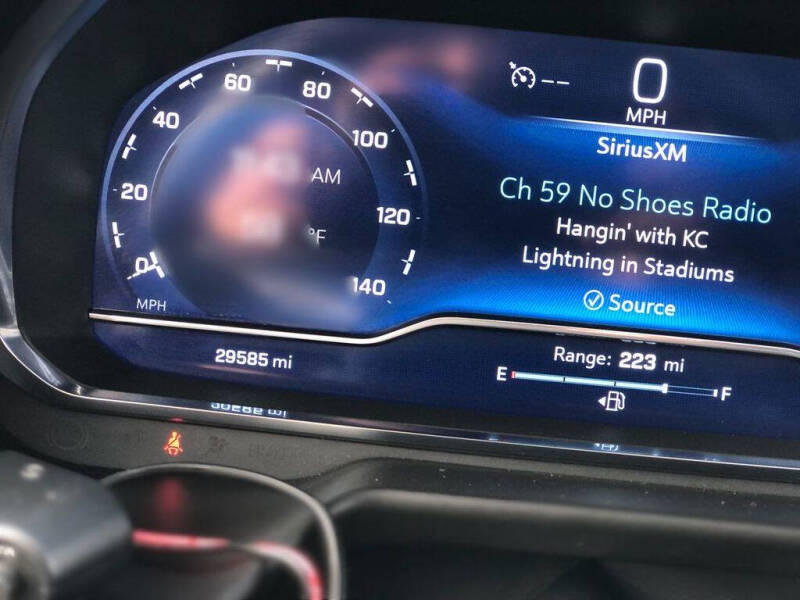 60
80
40
100
20
120
0
140
MPH
AM
°F
--
0
MPH
SiriusXM
Ch 59 No Shoes Radio
Hangin' with KC
Lightning in Stadiums
Source
29585 mi
Range: 223 mi
E
F